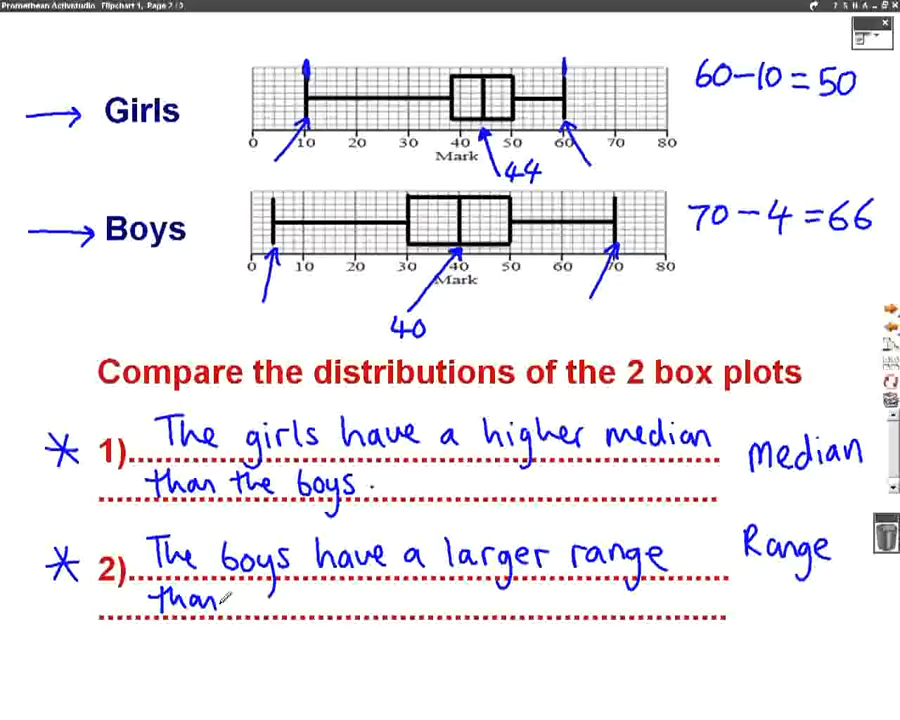 Promethean Activstudio Flipchart 1, Page 2 / 3
60-10=50
Girls
0 10 20 30 40 50 60 70 80
Mark
44
70-4=66
Boys
0 10 20 30 40 50 60 70 80
Mark
40
Compare the distributions of the 2 box plots
* 1) The girls have a higher median
than the boys.
median
* 2) The boys have a larger range
than
Range